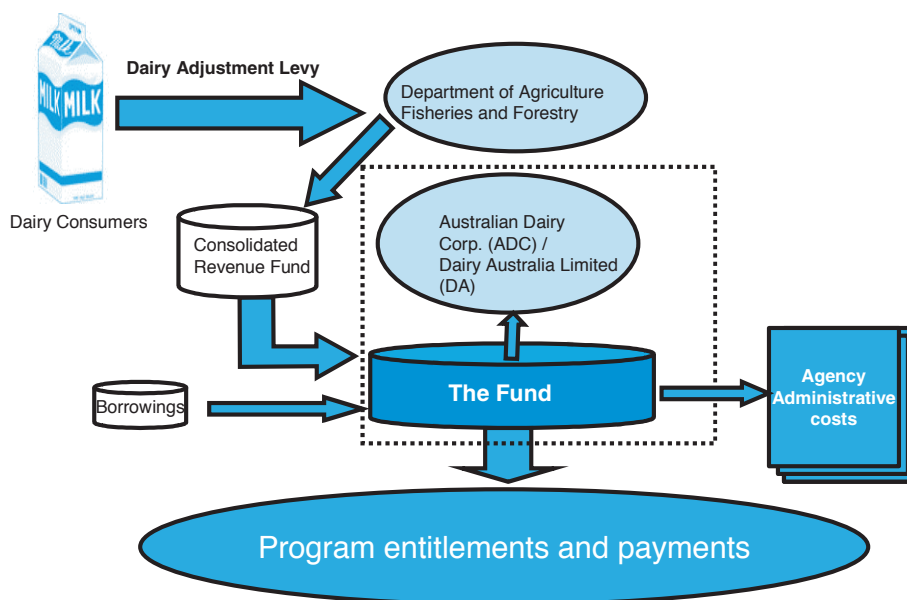 Milk
MILK MILK
Dairy Adjustment Levy
Department of Agriculture
Fisheries and Forestry
Dairy Consumers
Consolidated
Revenue Fund
Australian Dairy
Corp. (ADC) /
Dairy Australia Limited
(DA)
Borrowings
The Fund
Agency
Administrative
costs
Program entitlements and payments